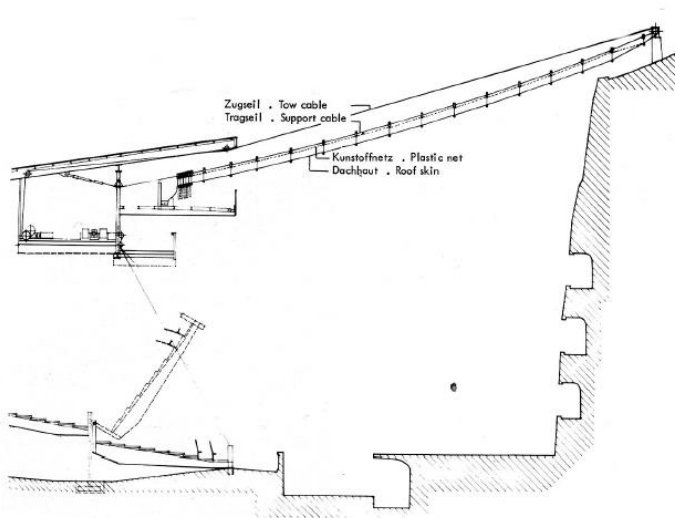 Zugseil . Tow cable
Tragseil . Support cable
Kunstoffnetz . Plastic net
Dachhaut . Roof skin